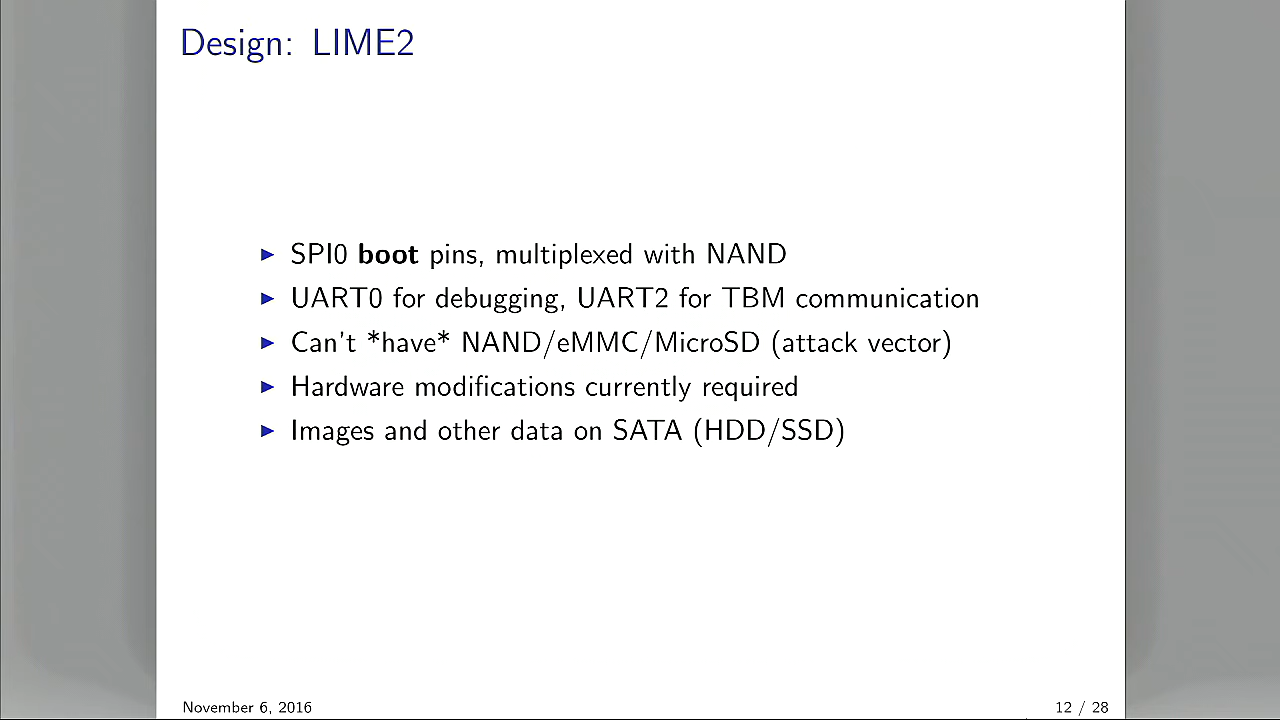 Design: LIME2
SPI0 boot pins, multiplexed with NAND
UART0 for debugging, UART2 for TBM communication
Can't *have* NAND/eMMC/MicroSD (attack vector)
Hardware modifications currently required
Images and other data on SATA (HDD/SSD)
November 6, 2016
12 / 28